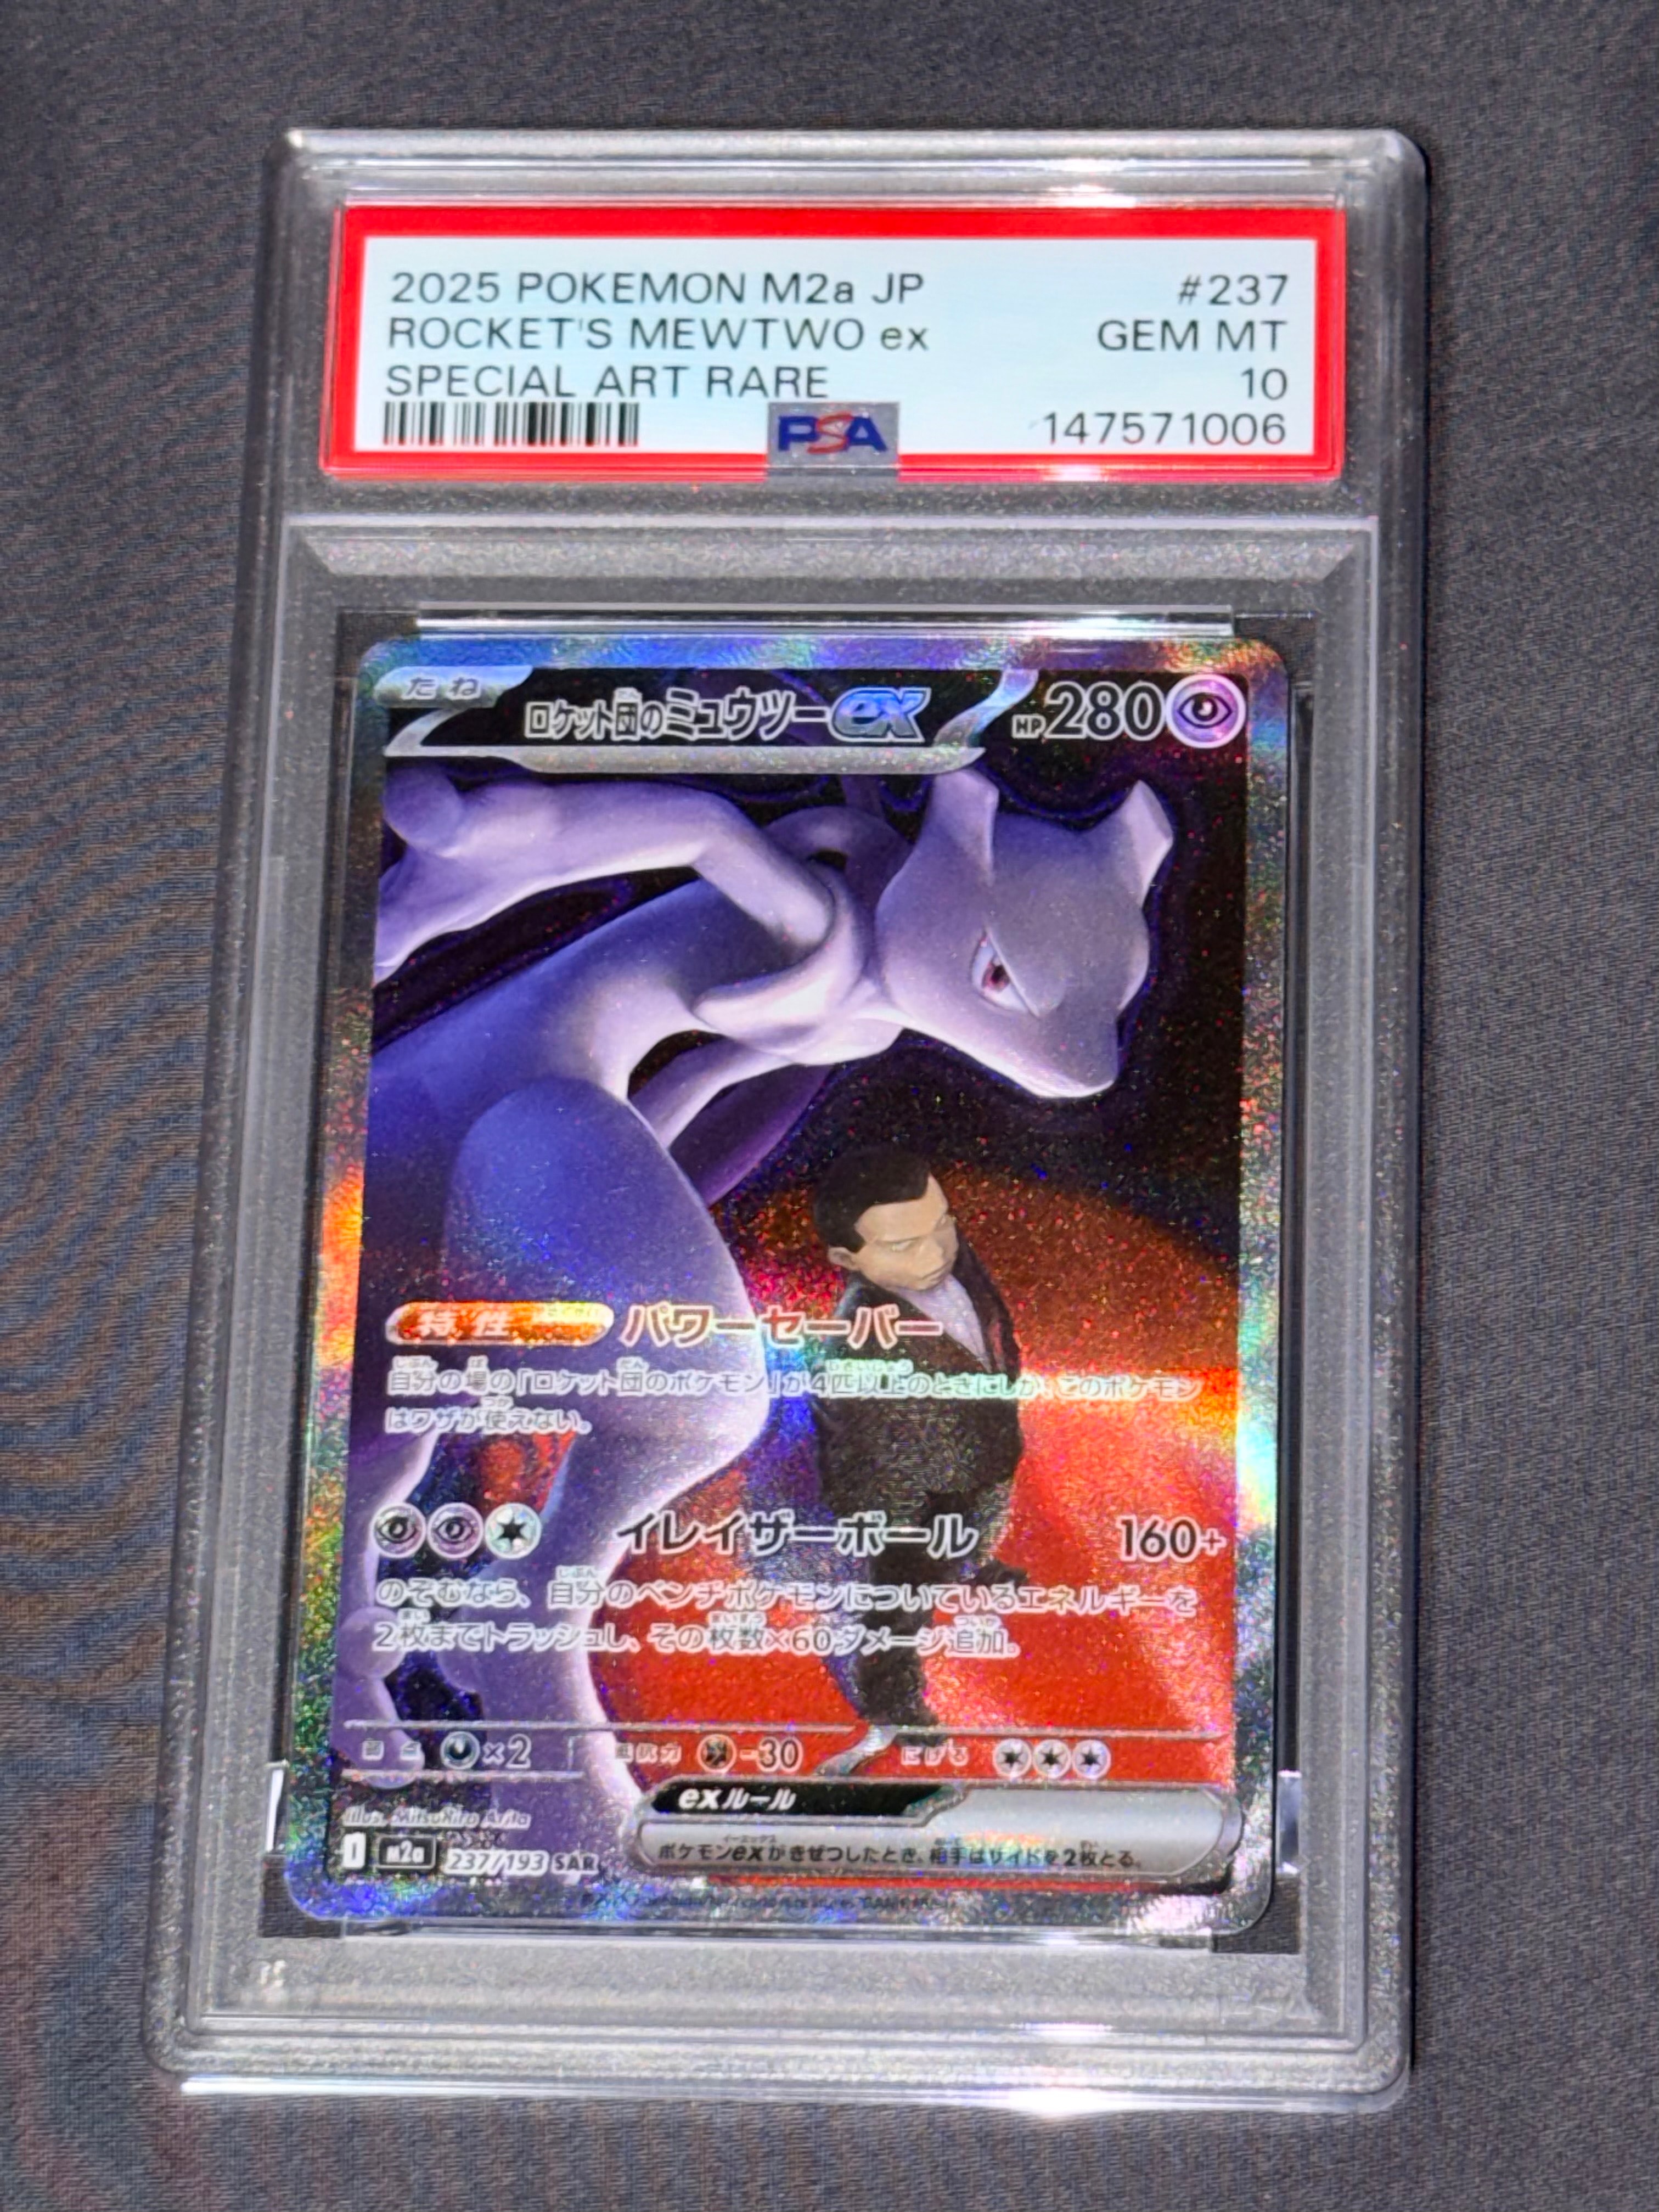 2025 POKEMON M2a JP #237
ROCKET'S MEWTWO ex GEM MT
SPECIAL ART RARE 10
PSA 147571006
たね ロケット団のミュウツーex HP280
特性 パワーセーバー
自分の場の「ロケット団のポケモン」が4匹以上のときにしか、このポケモン
はワザが使えない。
イレイザーボール 160+
のぞむなら、自分のベンチポケモンについているエネルギーを
2枚までトラッシュし、その枚数×60ダメージ追加。
弱点 ×2 抵抗力 -30 にげる
exルール
ポケモンexがきぜつしたとき、相手はサイドを2枚とる。
Illus. Mitsuhiro Arita
I M2a 237/193 SAR